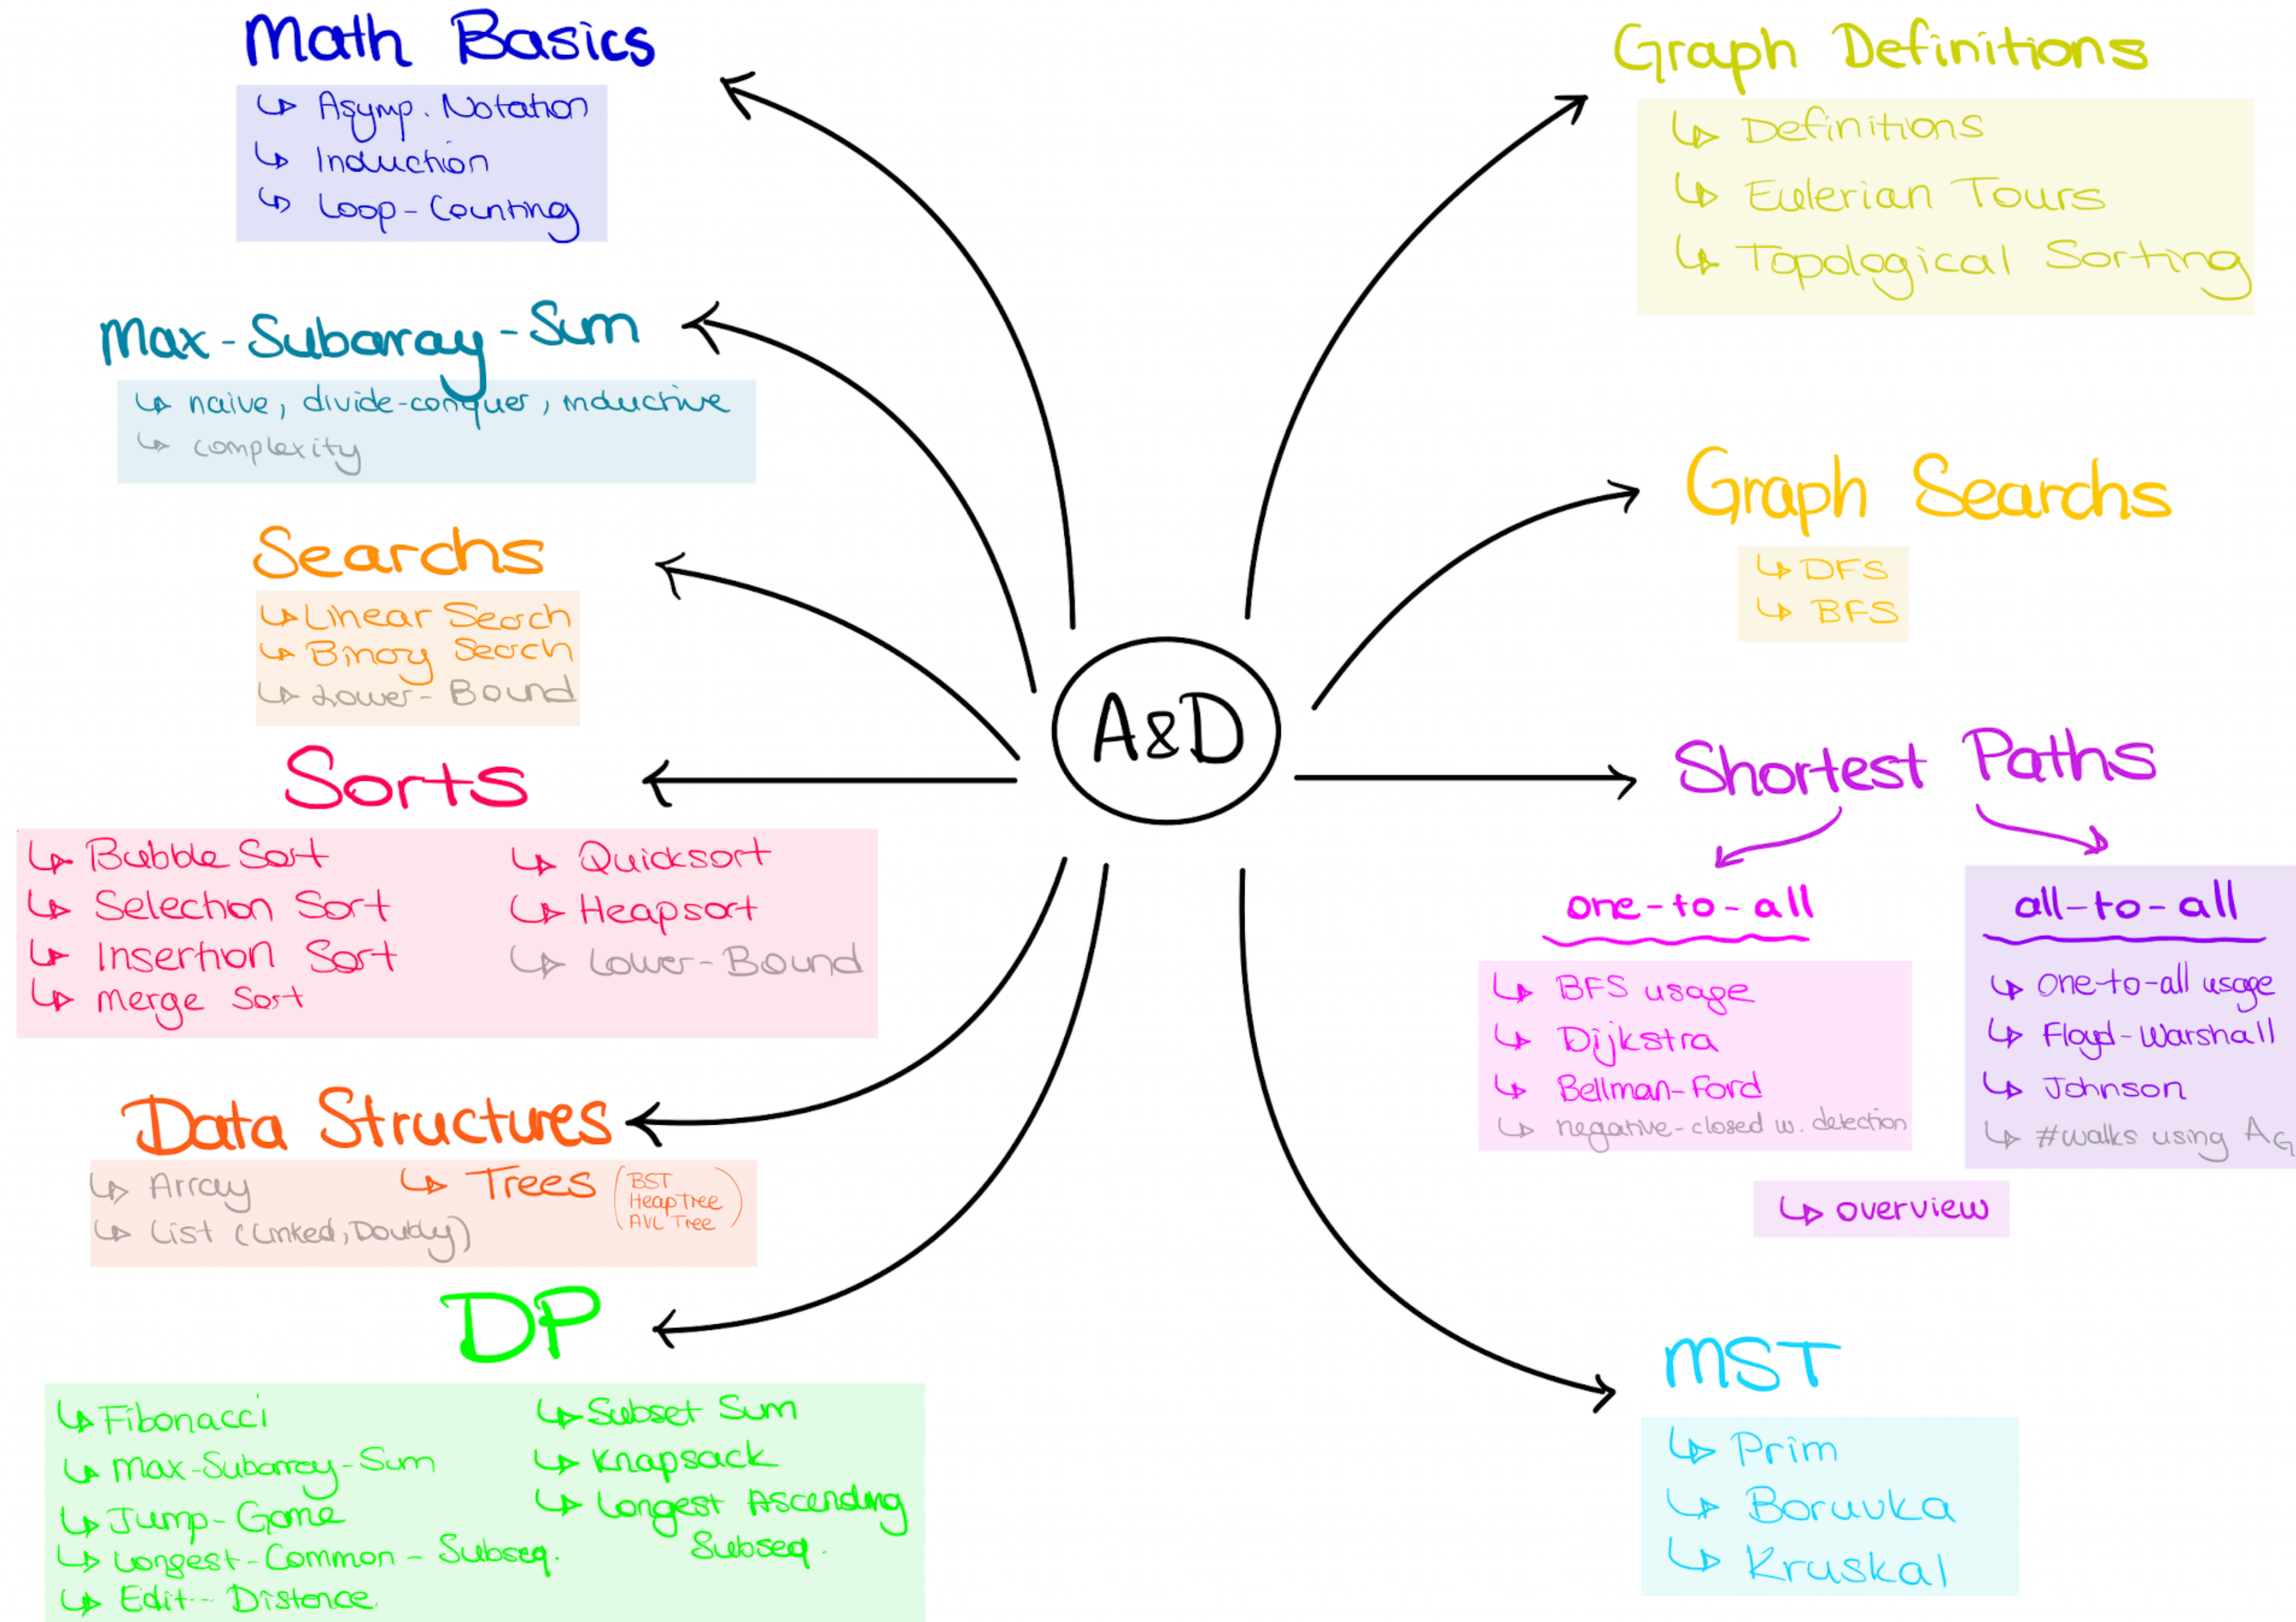 Math Basics
↳ Asymp. Notation
↳ Induction
↳ Loop-Counting
Max-Subarray-Sum
↳ naive, divide-conquer, inductive
↳ complexity
Searchs
↳ Linear Search
↳ Binary Search
↳ Lower-Bound
Sorts
↳ Bubble Sort
↳ Selection Sort
↳ Insertion Sort
↳ Merge Sort
↳ Quicksort
↳ Heapsort
↳ Lower-Bound
Data Structures
↳ Array
↳ List (Linked, Doubly)
↳ Trees
(BST
HeapTree
AVL Tree)
DP
↳ Fibonacci
↳ Max-Subarray-Sum
↳ Jump-Game
↳ Longest-Common-Subseq.
↳ Edit-Distance
↳ Subset Sum
↳ Knapsack
↳ Longest Ascending
Subseq.
A&D
Graph Definitions
↳ Definitions
↳ Eulerian Tours
↳ Topological Sorting
Graph Searchs
↳ DFS
↳ BFS
Shortest Paths
one-to-all
↳ BFS usage
↳ Dijkstra
↳ Bellman-Ford
↳ negative-closed w. detection
all-to-all
↳ One-to-all usage
↳ Floyd-Warshall
↳ Johnson
↳ #walks using A_G
↳ overview
MST
↳ Prim
↳ Boruvka
↳ Kruskal